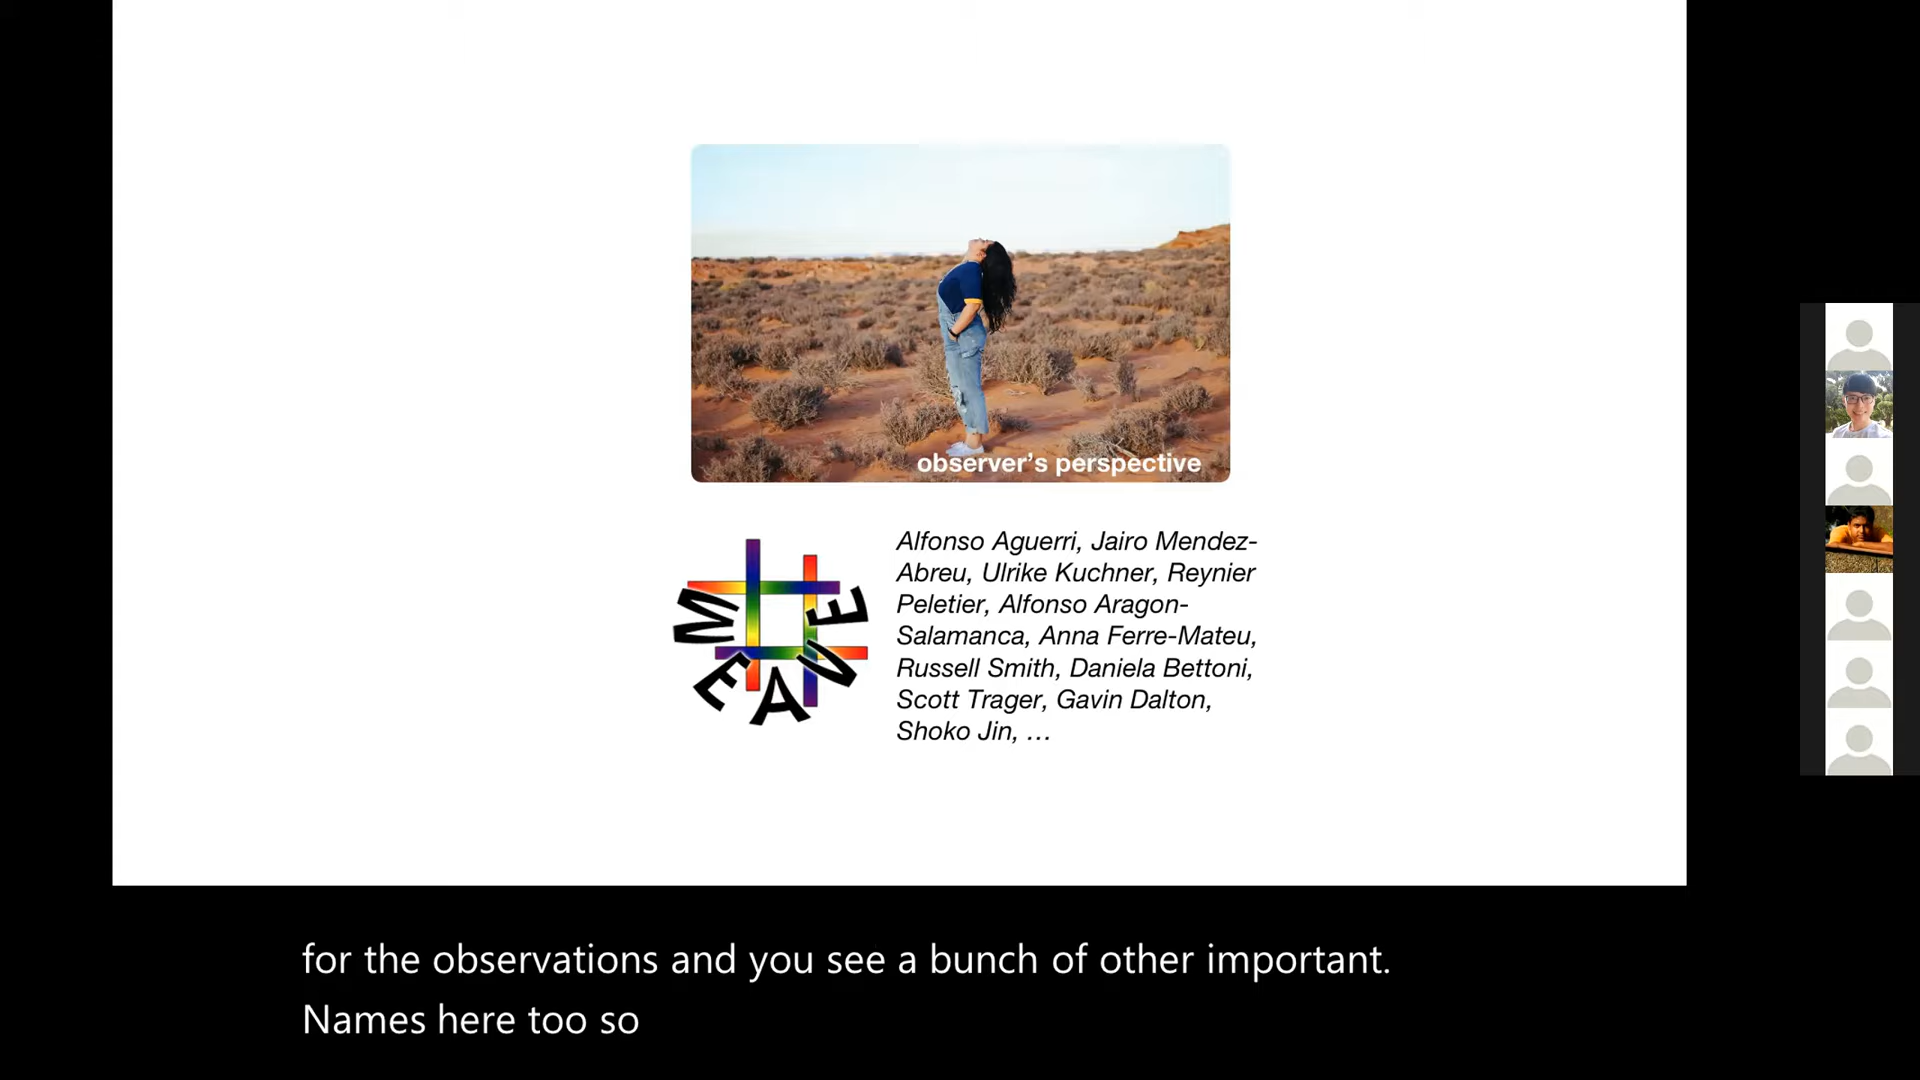 observer's perspective
WEAVE
Alfonso Aguerri, Jairo Mendez-
Abreu, Ulrike Kuchner, Reynier
Peletier, Alfonso Aragon-
Salamanca, Anna Ferre-Mateu,
Russell Smith, Daniela Bettoni,
Scott Trager, Gavin Dalton,
Shoko Jin, …
for the observations and you see a bunch of other important.
Names here too so